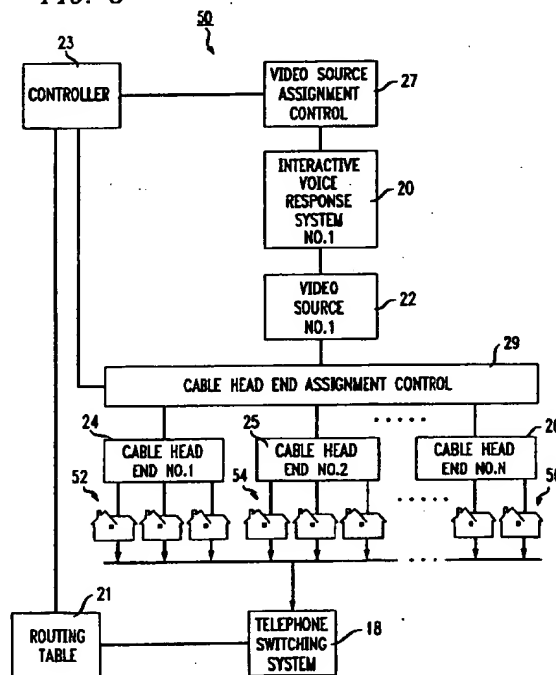 50
23
CONTROLLER
VIDEO SOURCE
ASSIGNMENT
CONTROL
27
INTERACTIVE
VOICE
RESPONSE
SYSTEM
NO.1
20
VIDEO
SOURCE
NO.1
22
29
CABLE HEAD END ASSIGNMENT CONTROL
24
CABLE HEAD
END NO.1
25
CABLE HEAD
END NO.2
CABLE HEAD
END NO.N
52
54
21
ROUTING
TABLE
TELEPHONE
SWITCHING
SYSTEM
18